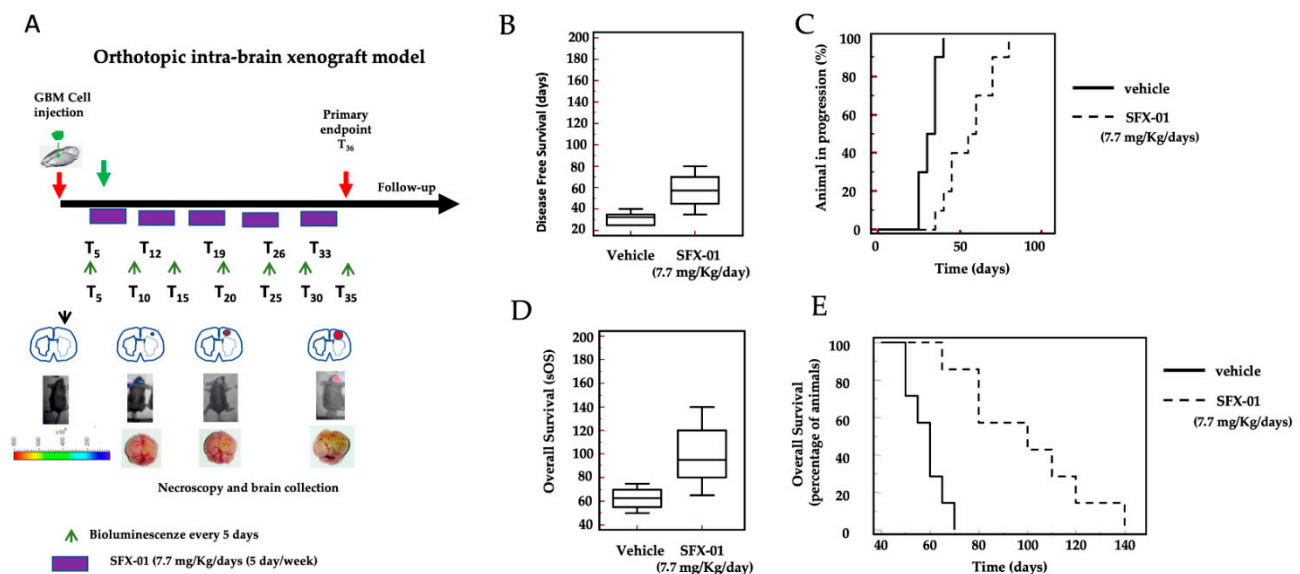 A
Orthotopic intra-brain xenograft model
GBM Cell
injection
Primary
endpoint
T36
Follow-up
T5 T12 T19 T26 T33
T5 T10 T15 T20 T25 T30 T35
Necroscopy and brain collection
Bioluminescenze every 5 days
SFX-01 (7.7 mg/Kg/days (5 day/week)
B
Disease Free Survival (days)
200
180
160
140
120
100
80
60
40
20
Vehicle SFX-01
(7.7 mg/Kg/day)
C
Animal in progression (%)
100
80
60
40
20
0
0 50 100
Time (days)
vehicle
SFX-01
(7.7 mg/Kg/days)
D
Overall Survival (sOS)
200
180
160
140
120
100
80
60
40
Vehicle SFX-01
(7.7 mg/Kg/day)
E
Overall Survival
(percentage of animals)
100
80
60
40
20
0
40 60 80 100 120 140
Time (days)
vehicle
SFX-01
(7.7 mg/Kg/days)